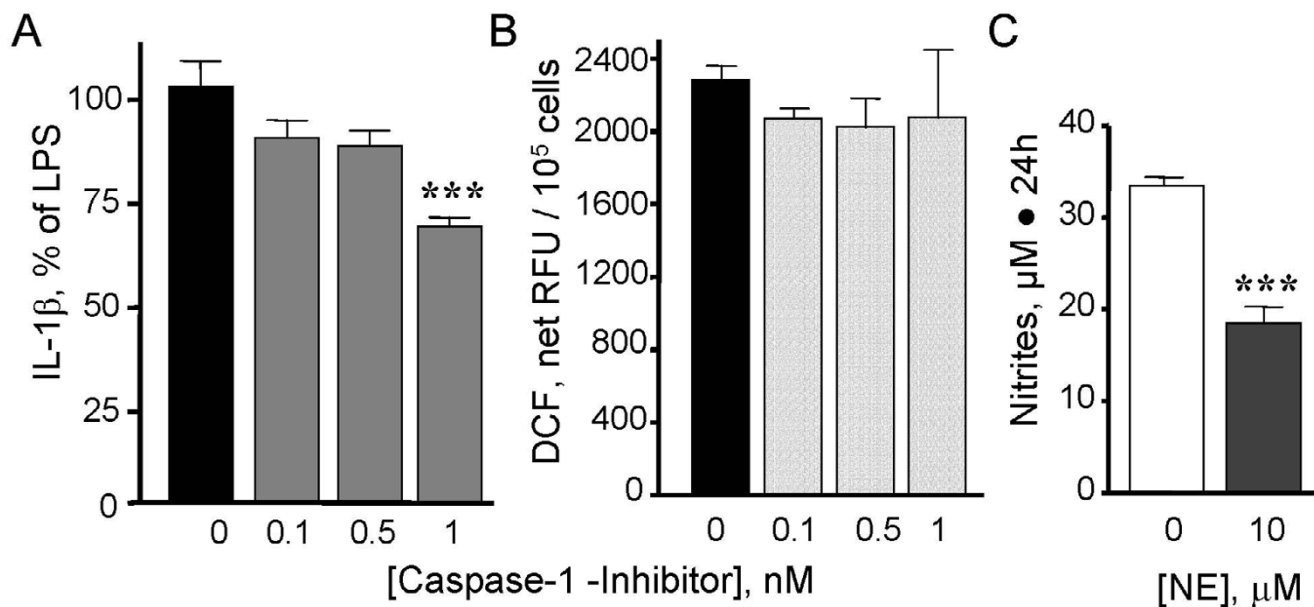 A
IL-1β, % of LPS
100
75
50
25
0
***
0 0.1 0.5 1
B
DCF, net RFU / 10⁵ cells
2400
2000
1600
1200
800
400
0
0 0.1 0.5 1
[Caspase-1 -Inhibitor], nM
C
Nitrites, µM ● 24h
40
30
20
10
0
***
0 10
[NE], µM